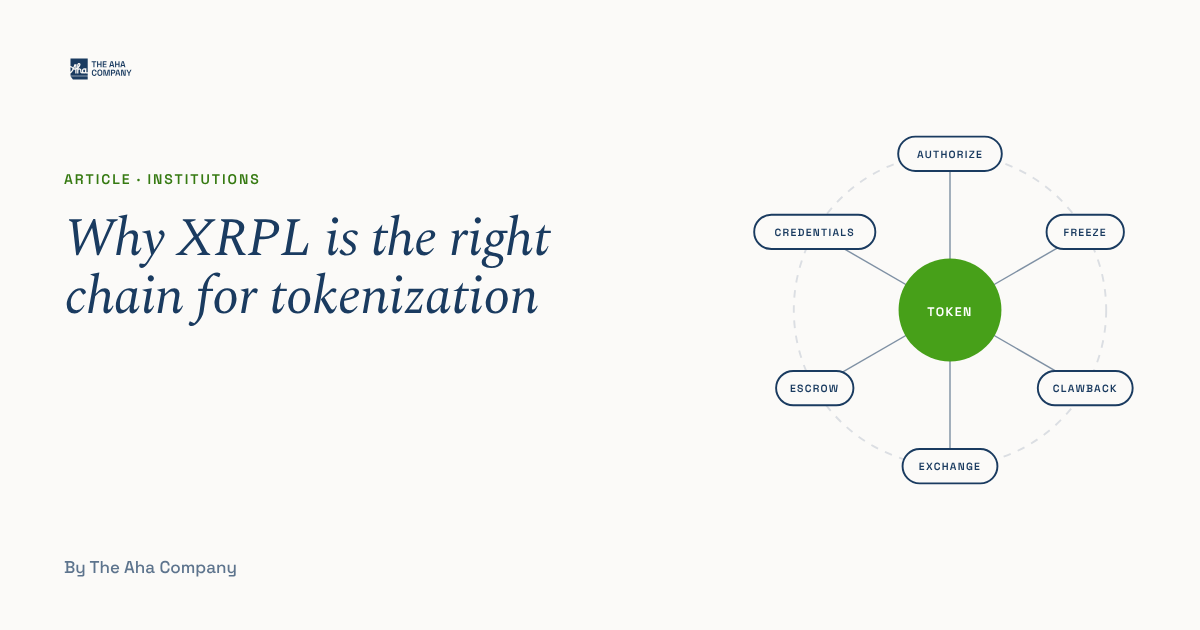 Aha
THE AHA
COMPANY
ARTICLE · INSTITUTIONS
Why XRPL is the right
chain for tokenization
AUTHORIZE
CREDENTIALS
FREEZE
TOKEN
ESCROW
CLAWBACK
EXCHANGE
By The Aha Company